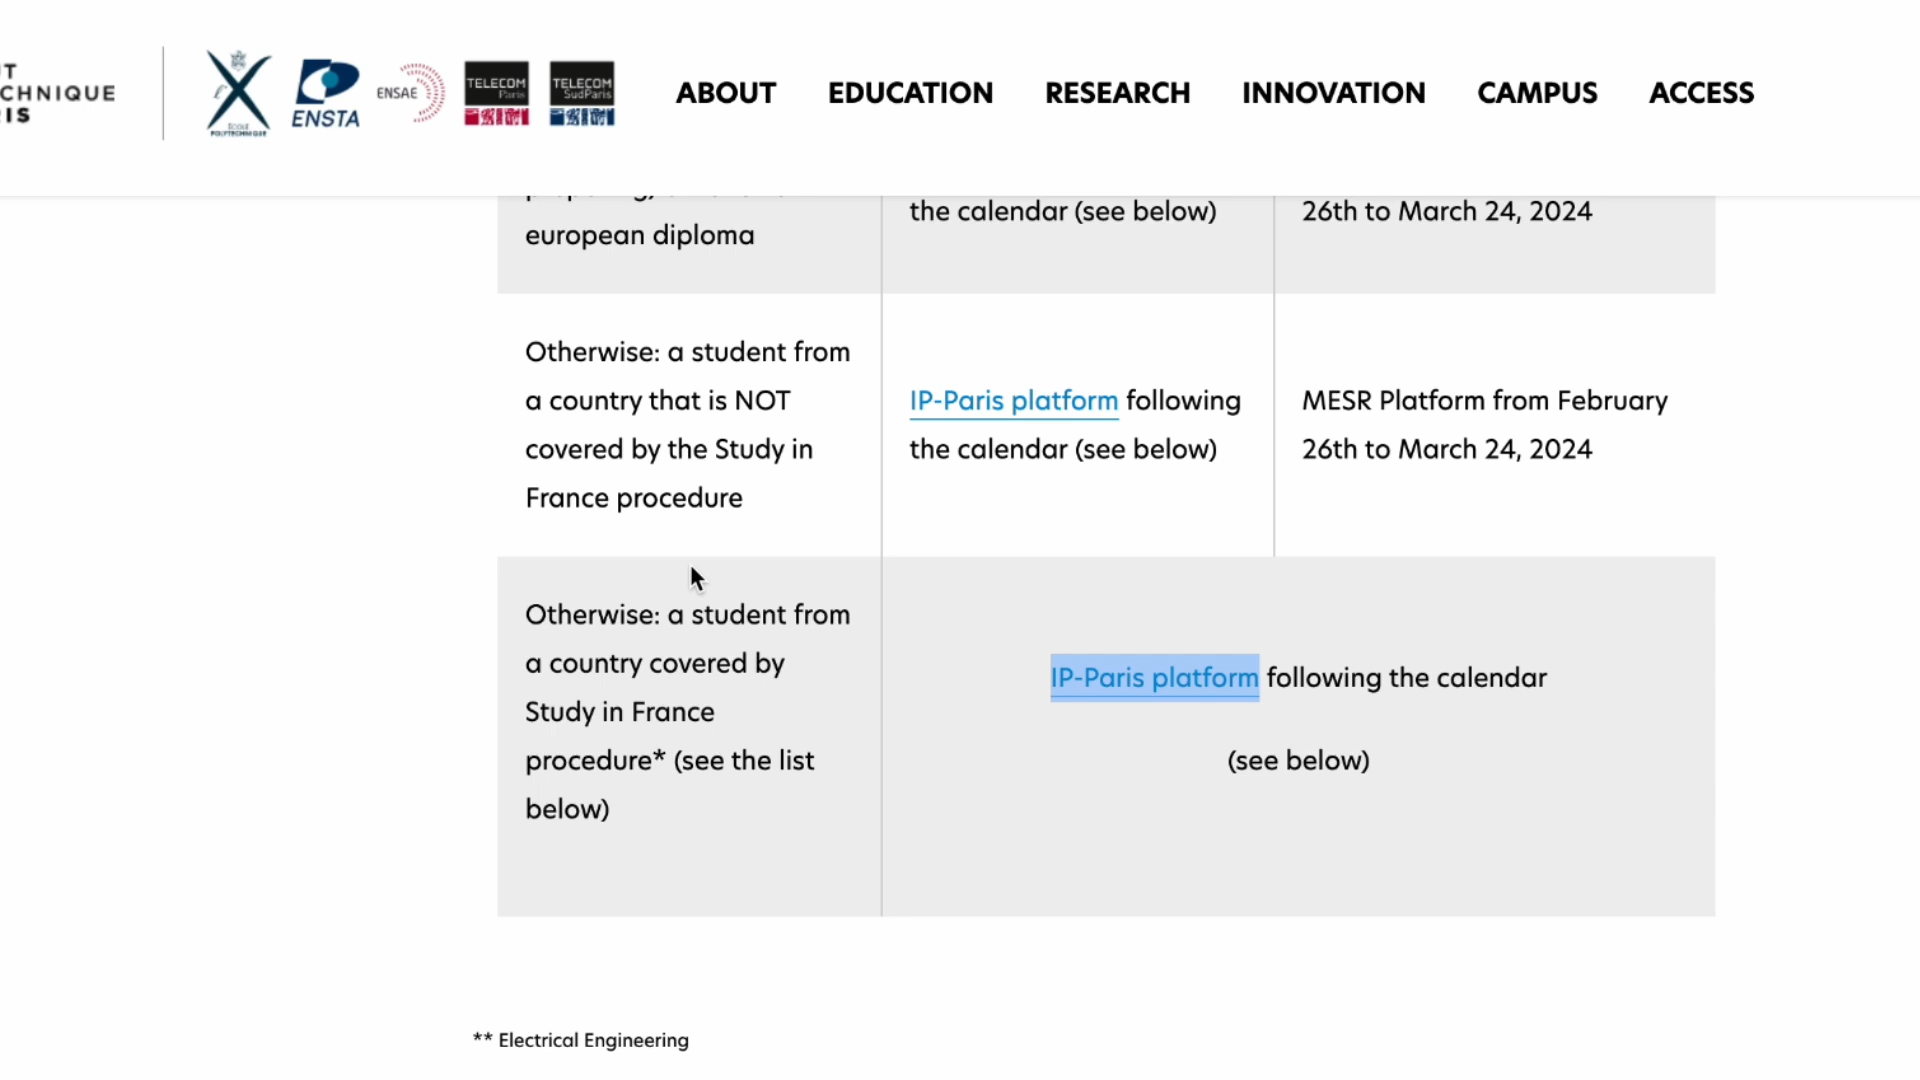 ABOUT EDUCATION RESEARCH INNOVATION CAMPUS ACCESS
CHNIQUE
ÉCOLE
POLYTECHNIQUE
ENSTA
ENSAE
TELECOM
Paris
TELECOM
SudParis
european diploma
the calendar (see below)
26th to March 24, 2024
Otherwise: a student from
a country that is NOT
covered by the Study in
France procedure
IP-Paris platform following
the calendar (see below)
MESR Platform from February
26th to March 24, 2024
Otherwise: a student from
a country covered by
Study in France
procedure* (see the list
below)
IP-Paris platform following the calendar
(see below)
** Electrical Engineering